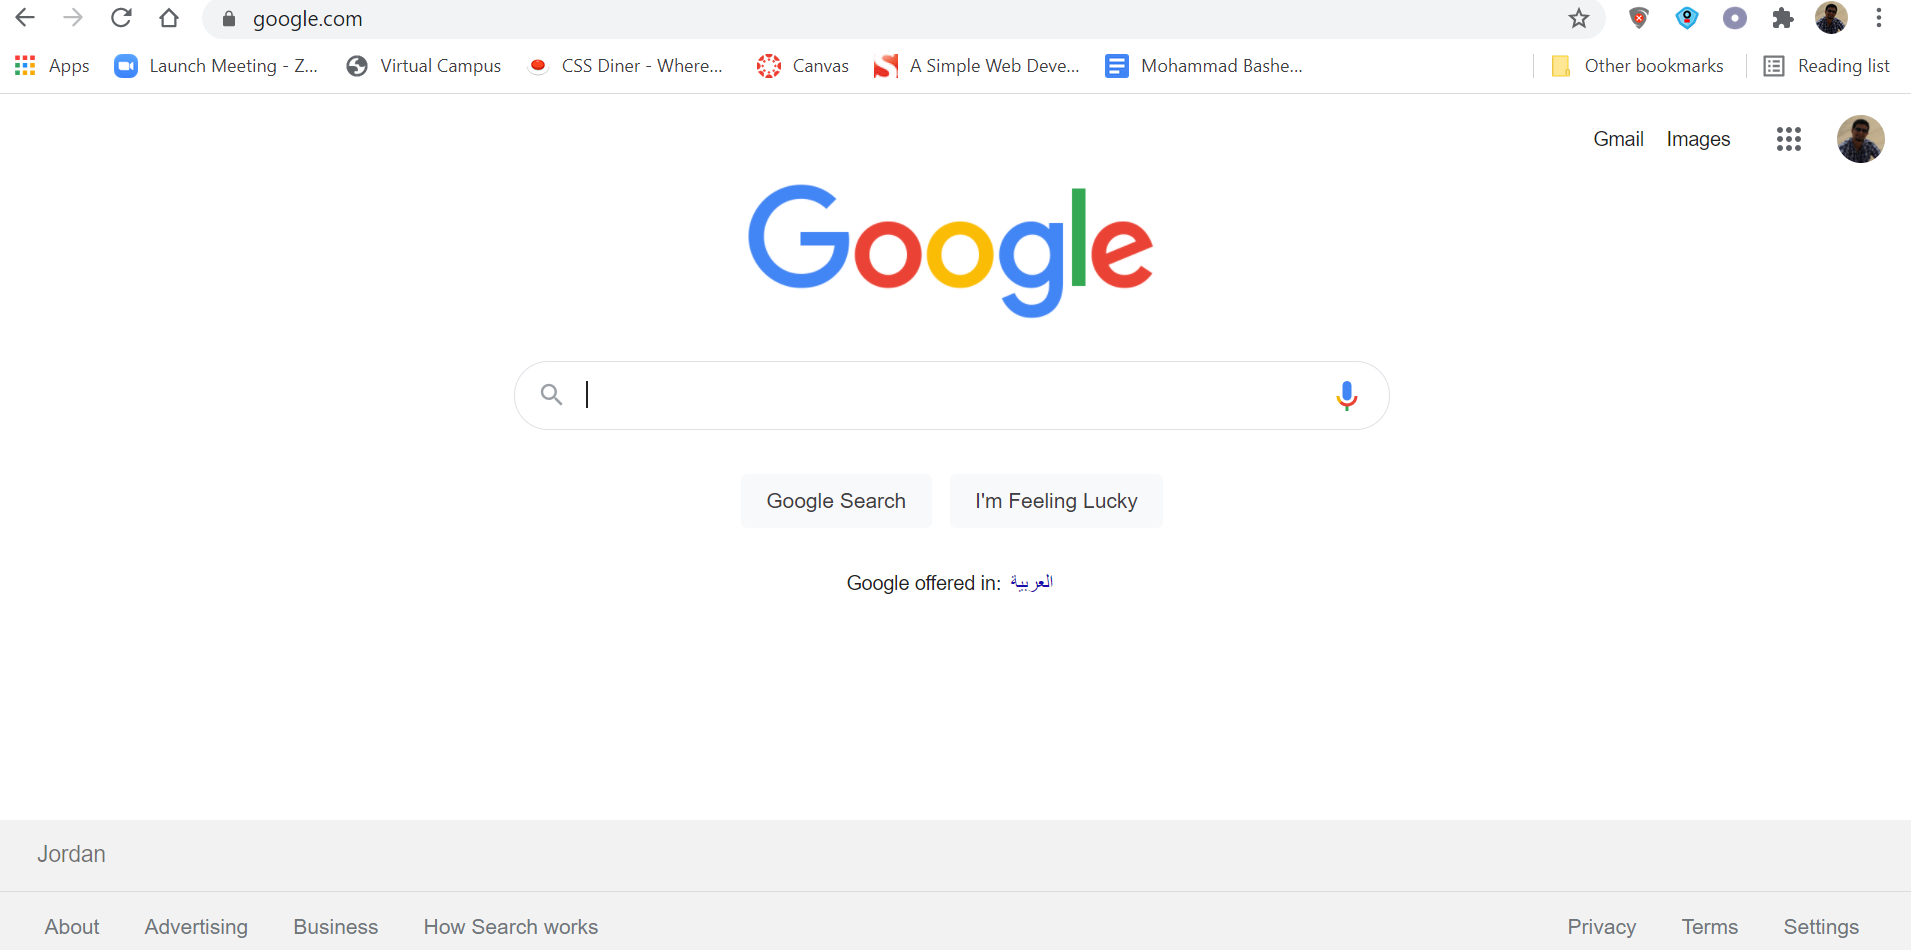 google.com
Apps Launch Meeting - Z... Virtual Campus CSS Diner - Where... Canvas A Simple Web Deve... Mohammad Bashe... Other bookmarks Reading list
Gmail Images
Google
Google Search I'm Feeling Lucky
Google offered in: العربية
Jordan
About Advertising Business How Search works Privacy Terms Settings